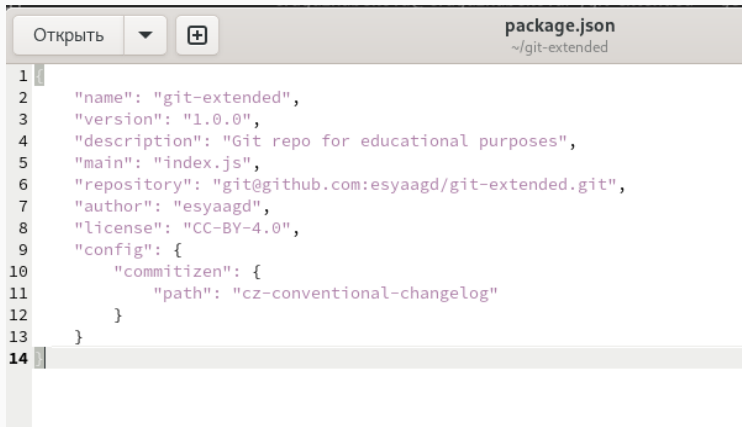 Открыть
package.json
~/git-extended
1 {
2     "name": "git-extended",
3     "version": "1.0.0",
4     "description": "Git repo for educational purposes",
5     "main": "index.js",
6     "repository": "git@github.com:esyaagd/git-extended.git",
7     "author": "esyaagd",
8     "license": "CC-BY-4.0",
9     "config": {
10         "commitizen": {
11             "path": "cz-conventional-changelog"
12         }
13     }
14 }